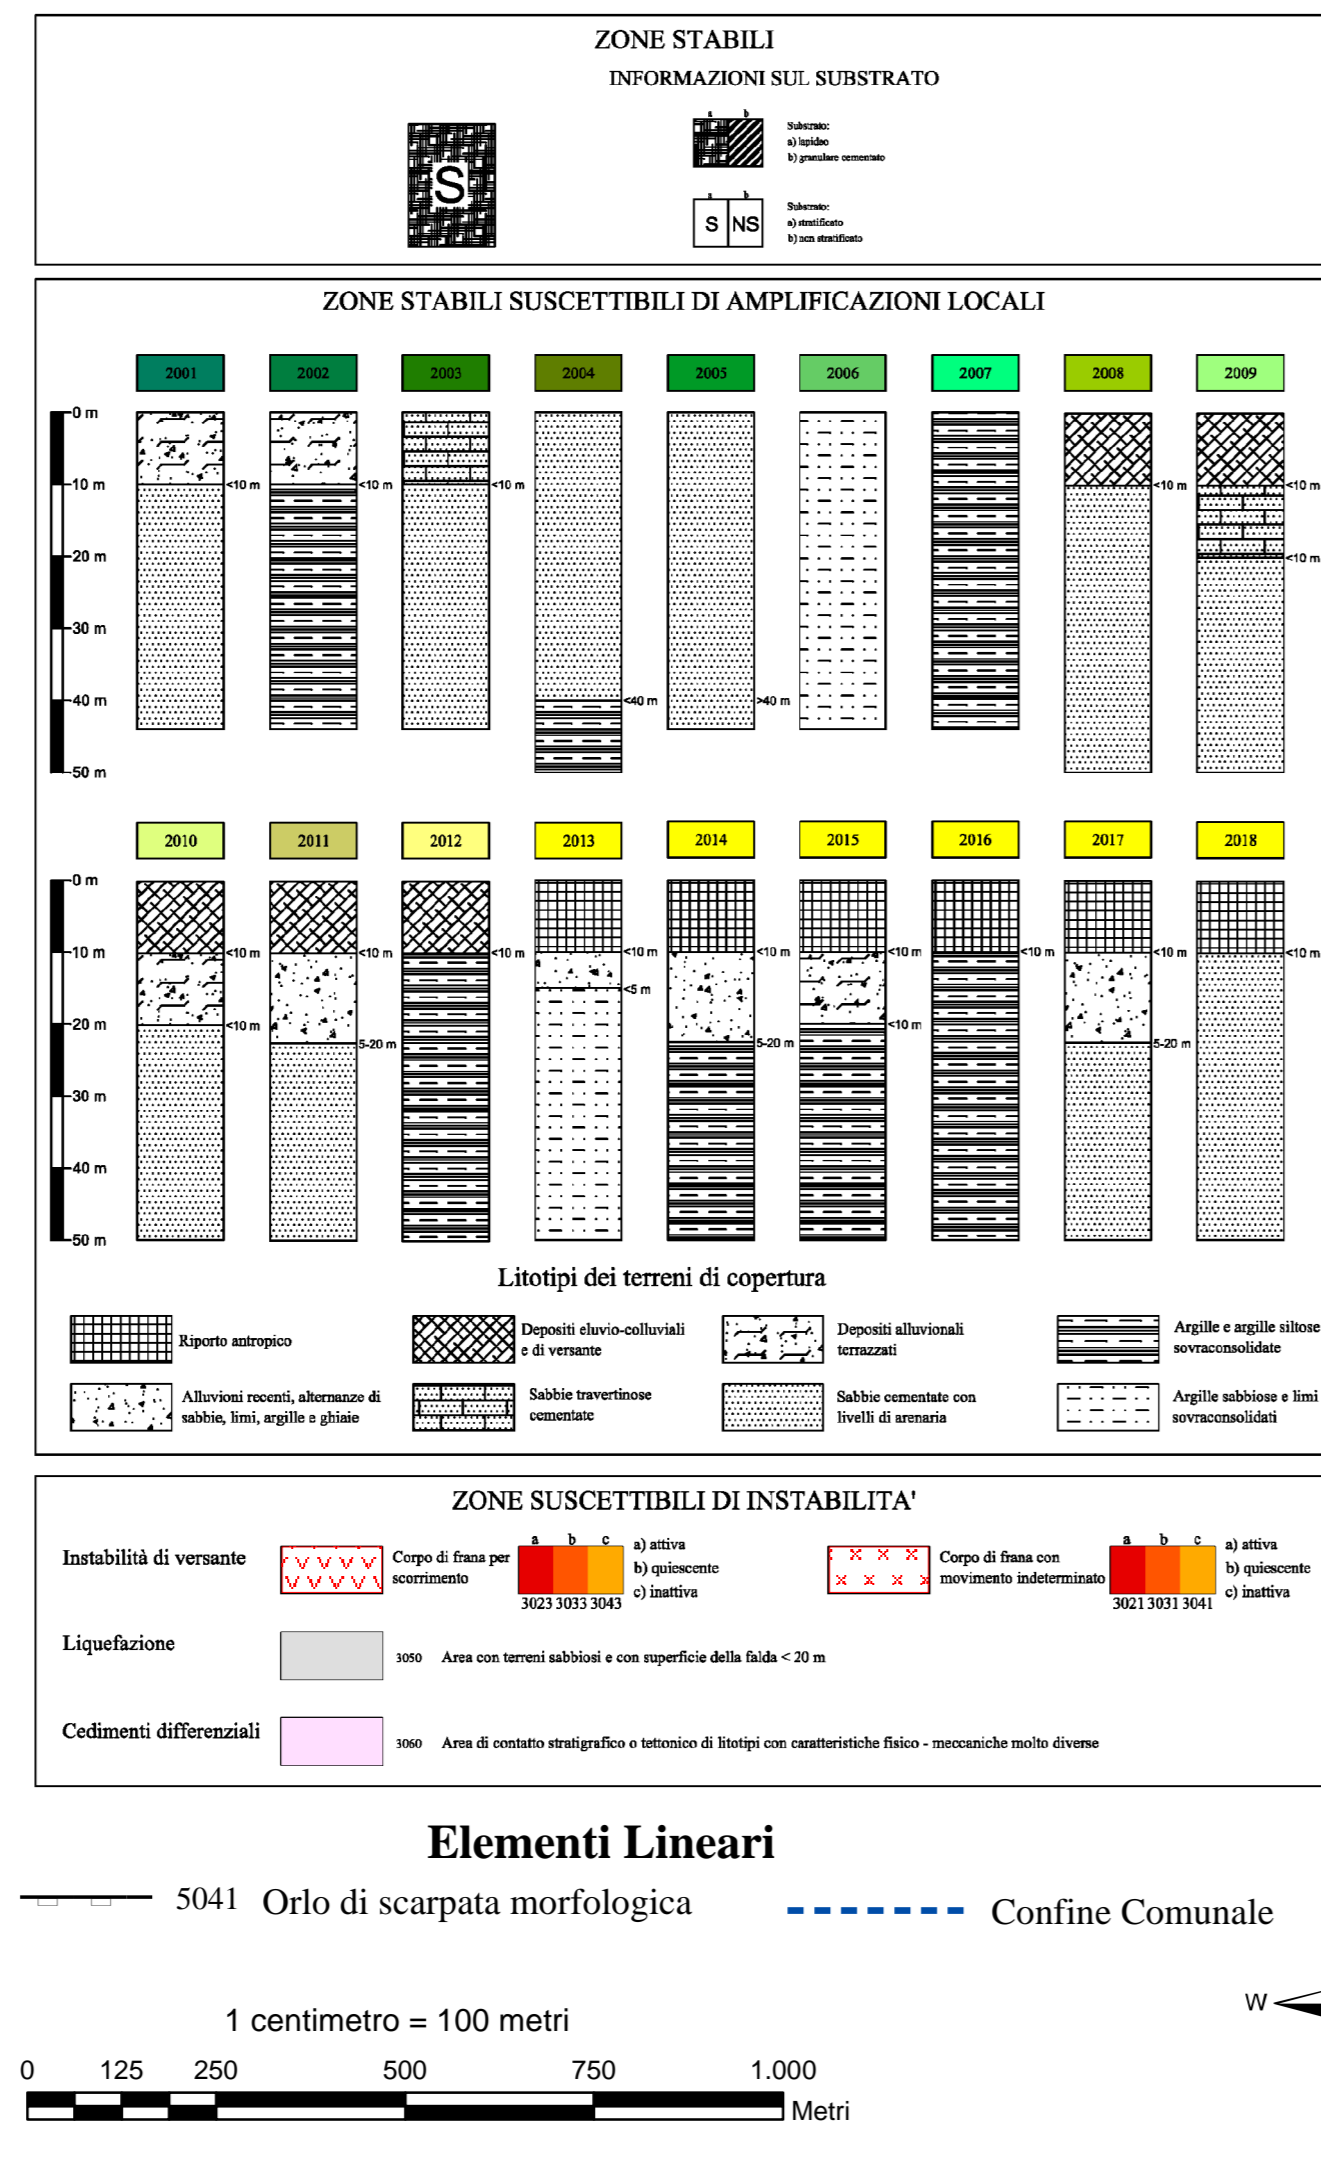 ZONE STABILI
INFORMAZIONI SUL SUBSTRATO
S
a b
Substrato:
a) lapideo
b) granulare cementato
a b
S NS
Substrato:
a) stratificato
b) non stratificato
ZONE STABILI SUSCETTIBILI DI AMPLIFICAZIONI LOCALI
2001 2002 2003 2004 2005 2006 2007 2008 2009
0 m
10 m <10 m <10 m <10 m <10 m <10 m
20 m <10 m
30 m
40 m <40 m >40 m
50 m
2010 2011 2012 2013 2014 2015 2016 2017 2018
0 m
10 m <10 m <10 m <10 m <10 m <10 m <10 m <10 m <10 m <10 m
<5 m
20 m <10 m <10 m
5-20 m 5-20 m 5-20 m
30 m
40 m
50 m
Litotipi dei terreni di copertura
Riporto antropico
Depositi eluvio-colluviali
e di versante
Depositi alluvionali
terrazzati
Argille e argille siltose
sovraconsolidate
Alluvioni recenti, alternanze di
sabbie, limi, argille e ghiaie
Sabbie travertinose
cementate
Sabbie cementate con
livelli di arenaria
Argille sabbiose e limi
sovraconsolidati
ZONE SUSCETTIBILI DI INSTABILITA'
Instabilità di versante
Corpo di frana per
scorrimento
a b c
3023 3033 3043
a) attiva
b) quiescente
c) inattiva
Corpo di frana con
movimento indeterminato
a b c
3021 3031 3041
a) attiva
b) quiescente
c) inattiva
Liquefazione
3050 Area con terreni sabbiosi e con superficie della falda < 20 m
Cedimenti differenziali
3060 Area di contatto stratigrafico o tettonico di litotipi con caratteristiche fisico - meccaniche molto diverse
Elementi Lineari
5041 Orlo di scarpata morfologica
Confine Comunale
W
1 centimetro = 100 metri
0 125 250 500 750 1.000
Metri